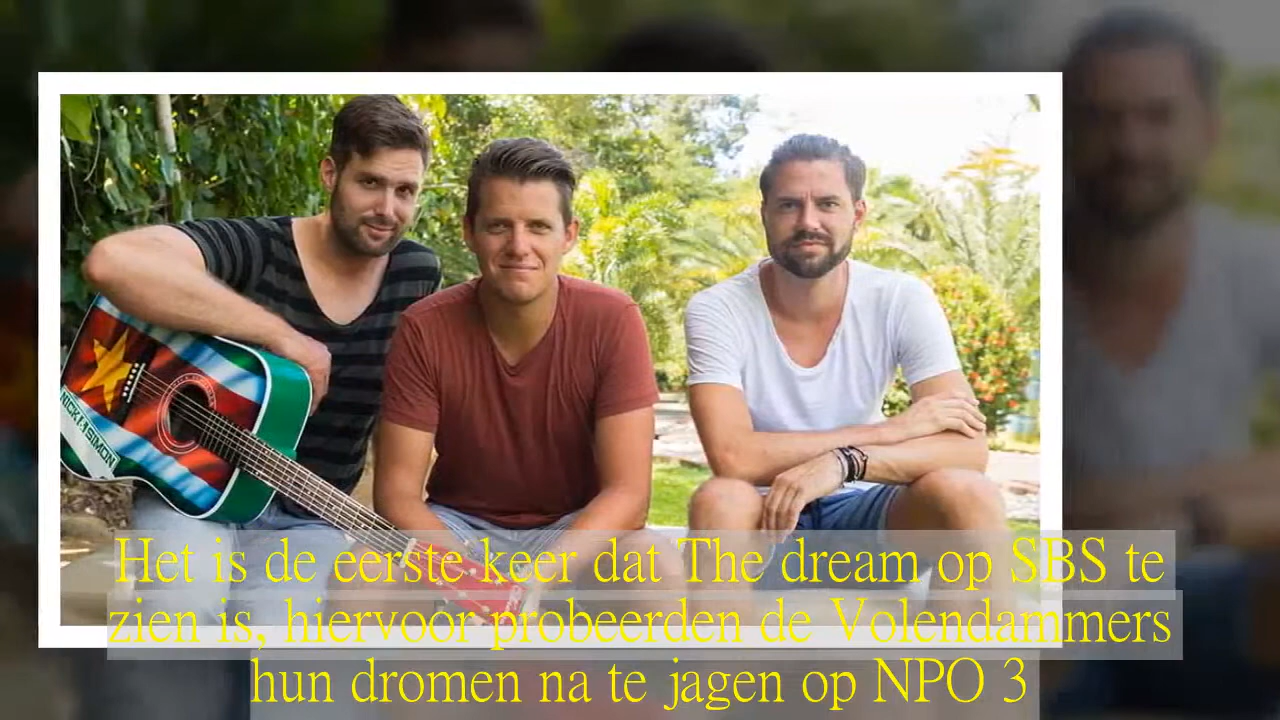 NICK & SIMON
Het is de eerste keer dat The dream op SBS te
zien is, hiervoor probeerden de Volendammers
hun dromen na te jagen op NPO 3